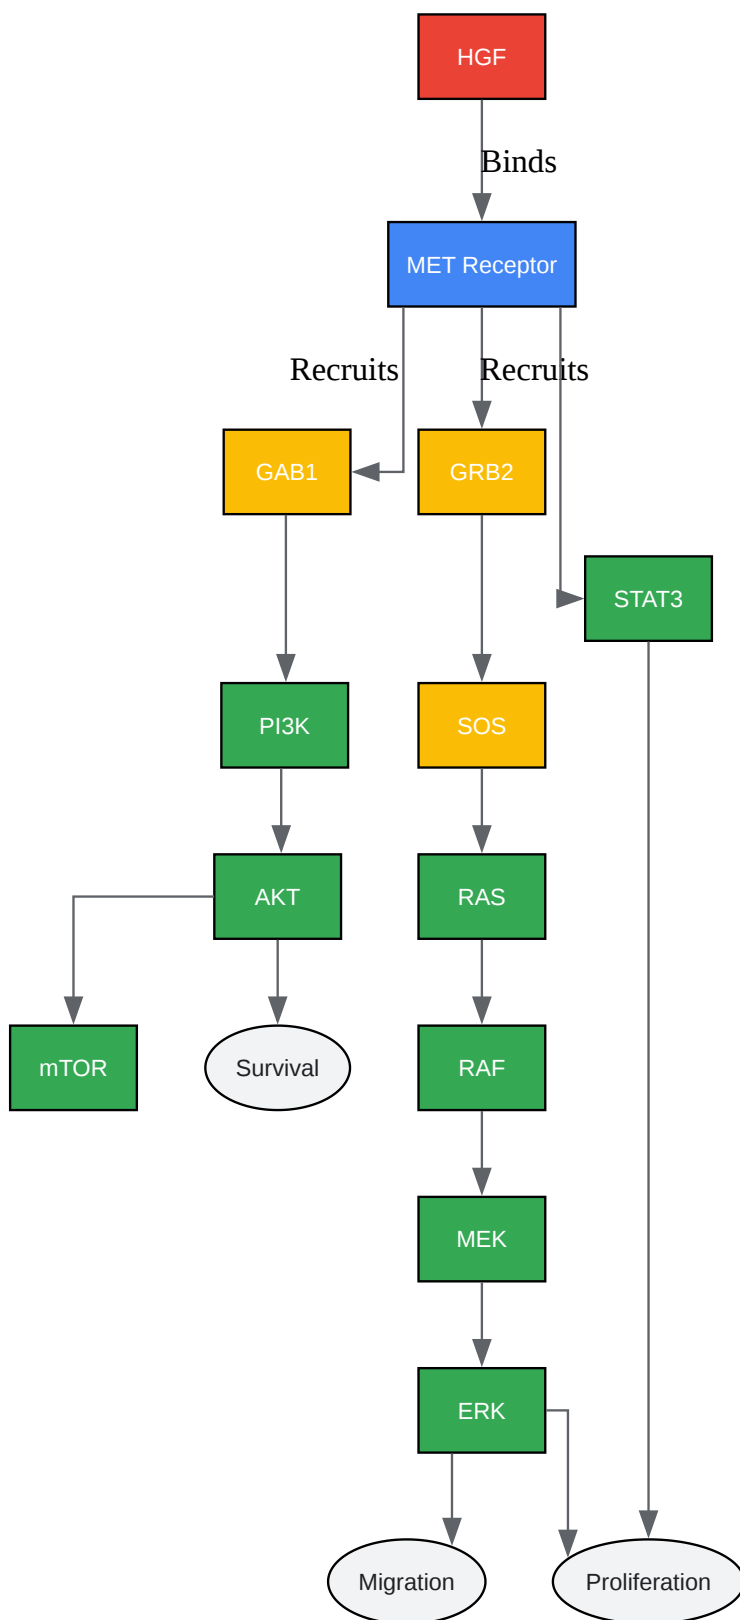 HGF
Binds
MET Receptor
Recruits
Recruits
GAB1
GRB2
STAT3
PI3K
SOS
AKT
RAS
mTOR
Survival
RAF
MEK
ERK
Migration
Proliferation